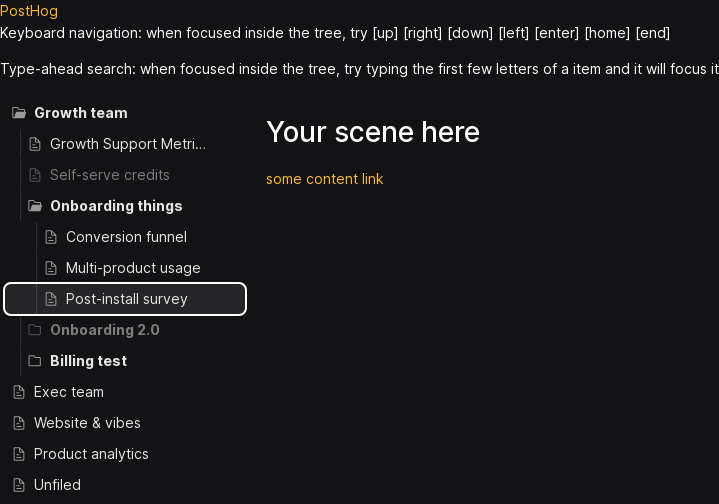 PostHog
Keyboard navigation: when focused inside the tree, try [up] [right] [down] [left] [enter] [home] [end]
Type-ahead search: when focused inside the tree, try typing the first few letters of a item and it will focus it
Growth team
Growth Support Metri...
Self-serve credits
Onboarding things
Conversion funnel
Multi-product usage
Post-install survey
Onboarding 2.0
Billing test
Exec team
Website & vibes
Product analytics
Unfiled
Your scene here
some content link